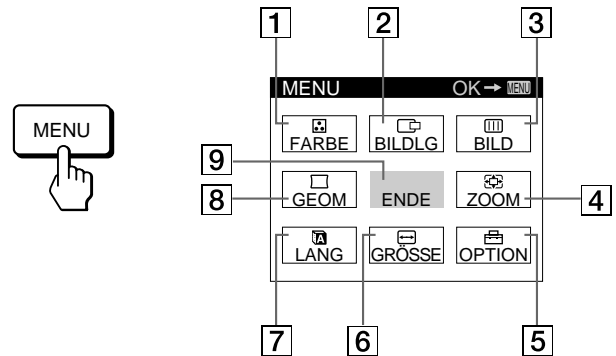 1 2 3
MENU OK → MENU
MENU
FARBE BILDLG BILD
9
8 GEOM ENDE ZOOM 4
LANG GRÖSSE OPTION
7 6 5